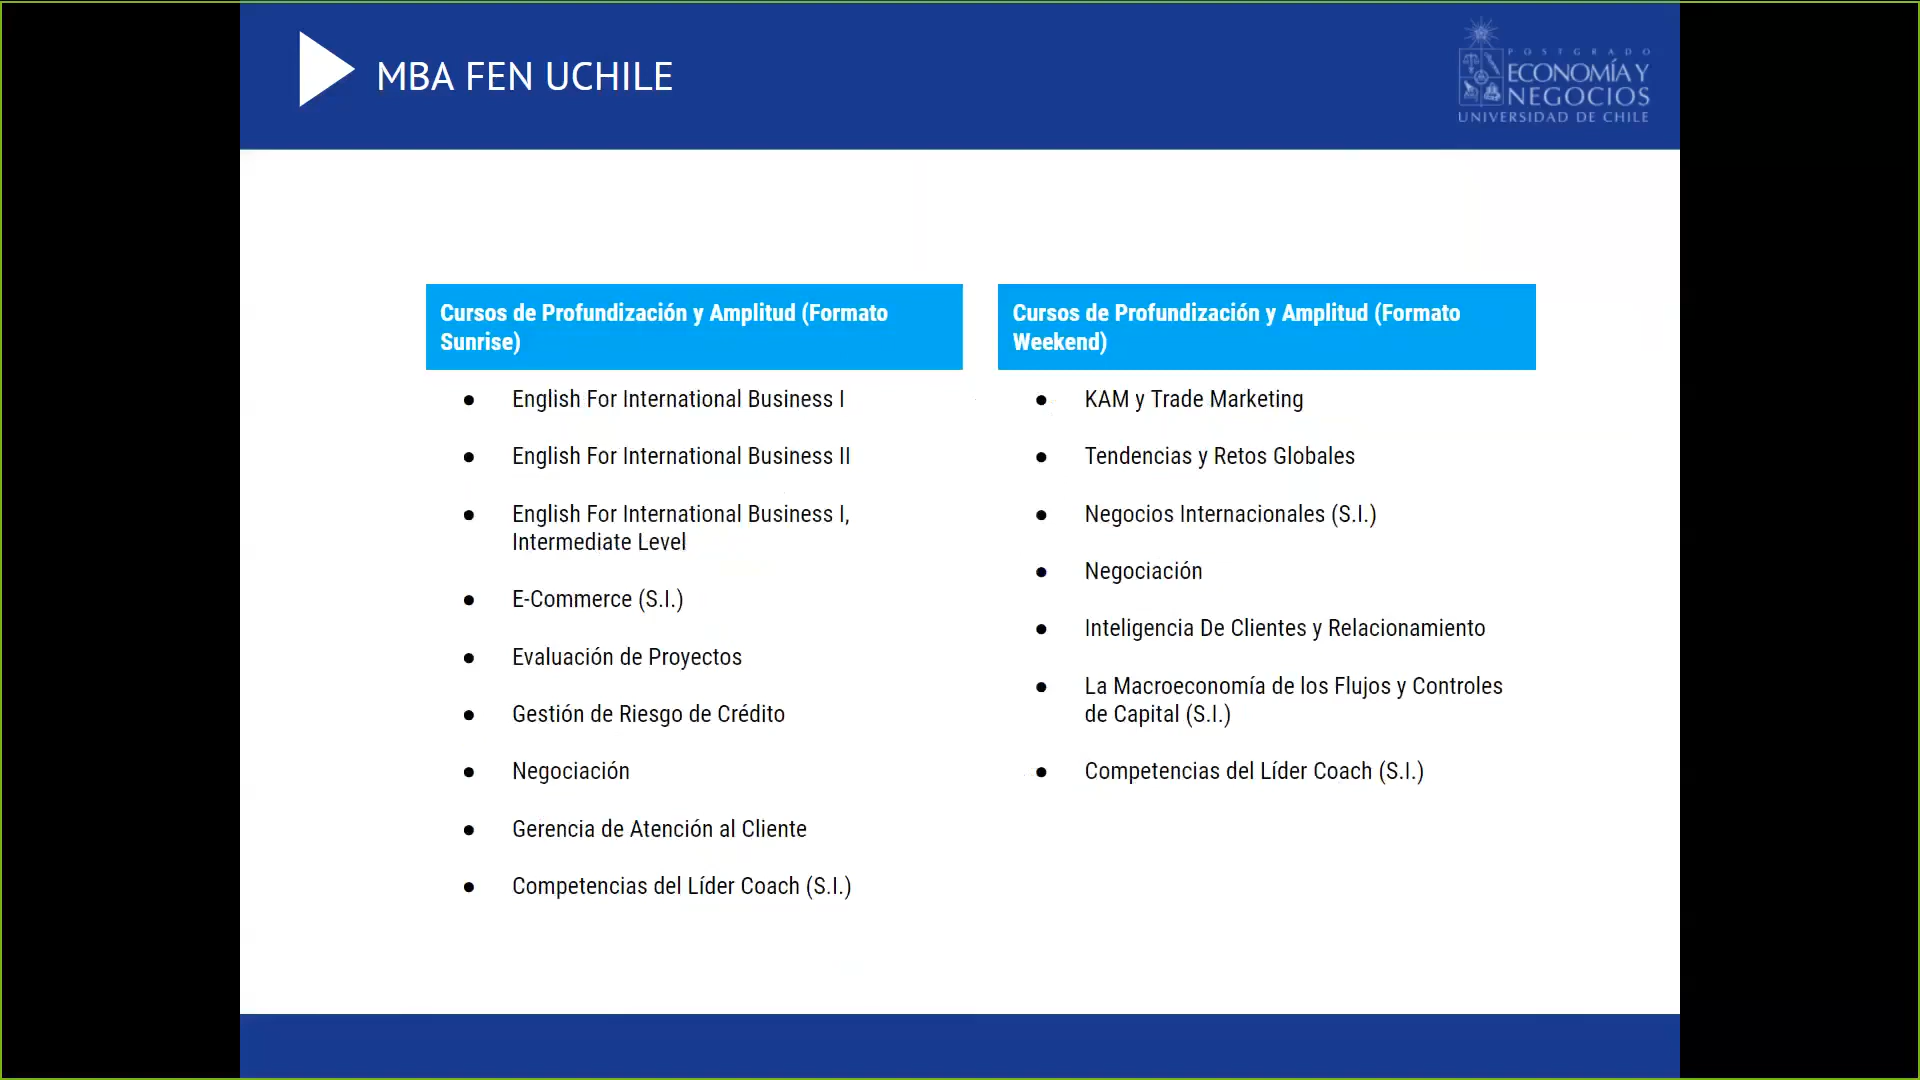 MBA FEN UCHILE
POSTGRADO
ECONOMÍA Y
NEGOCIOS
UNIVERSIDAD DE CHILE
Cursos de Profundización y Amplitud (Formato
Sunrise)
● English For International Business I
● English For International Business II
● English For International Business I,
Intermediate Level
● E-Commerce (S.I.)
● Evaluación de Proyectos
● Gestión de Riesgo de Crédito
● Negociación
● Gerencia de Atención al Cliente
● Competencias del Líder Coach (S.I.)
Cursos de Profundización y Amplitud (Formato
Weekend)
● KAM y Trade Marketing
● Tendencias y Retos Globales
● Negocios Internacionales (S.I.)
● Negociación
● Inteligencia De Clientes y Relacionamiento
● La Macroeconomía de los Flujos y Controles
de Capital (S.I.)
● Competencias del Líder Coach (S.I.)